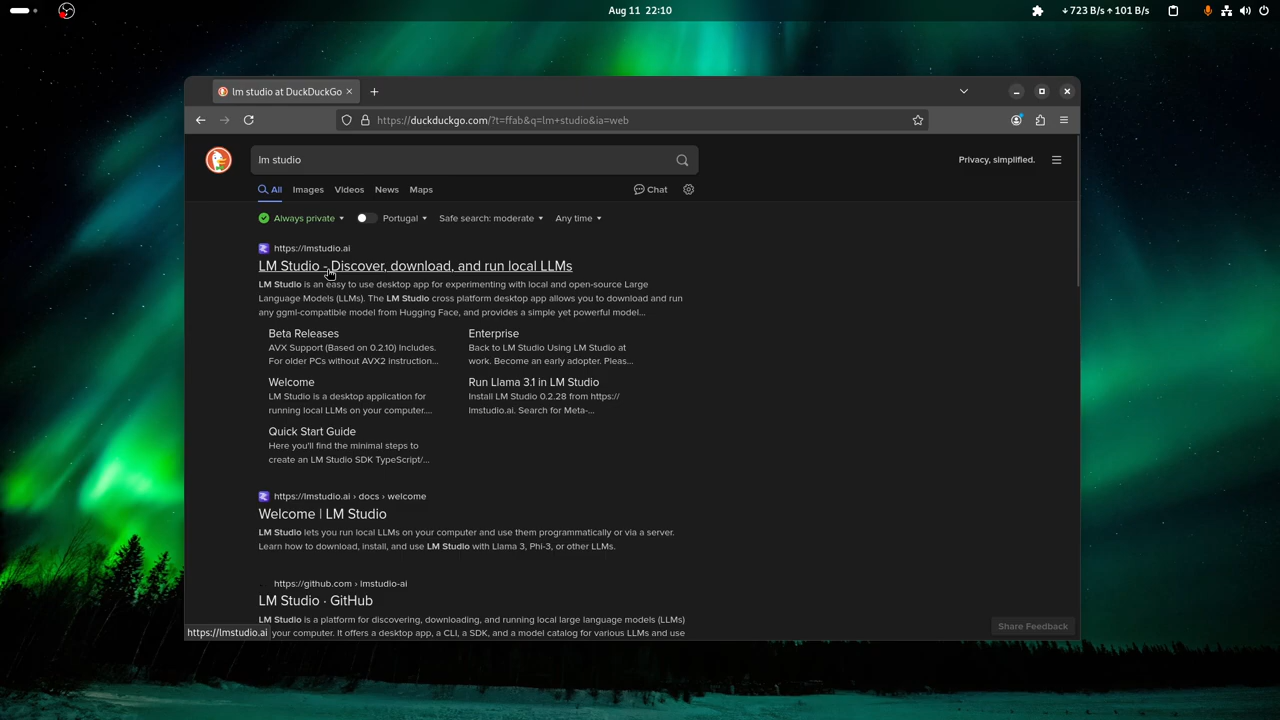 Aug 11 22:10
↓ 723 B/s ↑ 101 B/s
lm studio at DuckDuckGo
https://duckduckgo.com/?t=ffab&q=lm+studio&ia=web
lm studio
Privacy, simplified.
All Images Videos News Maps
Chat
Always private
Portugal
Safe search: moderate
Any time
https://lmstudio.ai
LM Studio - Discover, download, and run local LLMs
LM Studio is an easy to use desktop app for experimenting with local and open-source Large
Language Models (LLMs). The LM Studio cross platform desktop app allows you to download and run
any ggml-compatible model from Hugging Face, and provides a simple yet powerful model...
Beta Releases
AVX Support (Based on 0.2.10) Includes.
For older PCs without AVX2 instruction...
Enterprise
Back to LM Studio Using LM Studio at
work. Become an early adopter. Pleas...
Welcome
LM Studio is a desktop application for
running local LLMs on your computer....
Run Llama 3.1 in LM Studio
Install LM Studio 0.2.28 from https://
lmstudio.ai. Search for Meta-...
Quick Start Guide
Here you'll find the minimal steps to
create an LM Studio SDK TypeScript/...
https://lmstudio.ai › docs › welcome
Welcome | LM Studio
LM Studio lets you run local LLMs on your computer and use them programmatically or via a server.
Learn how to download, install, and use LM Studio with Llama 3, Phi-3, or other LLMs.
https://github.com › lmstudio-ai
LM Studio · GitHub
LM Studio is a platform for discovering, downloading, and running local large language models (LLMs)
your computer. It offers a desktop app, a CLI, a SDK, and a model catalog for various LLMs and use
Share Feedback
https://lmstudio.ai